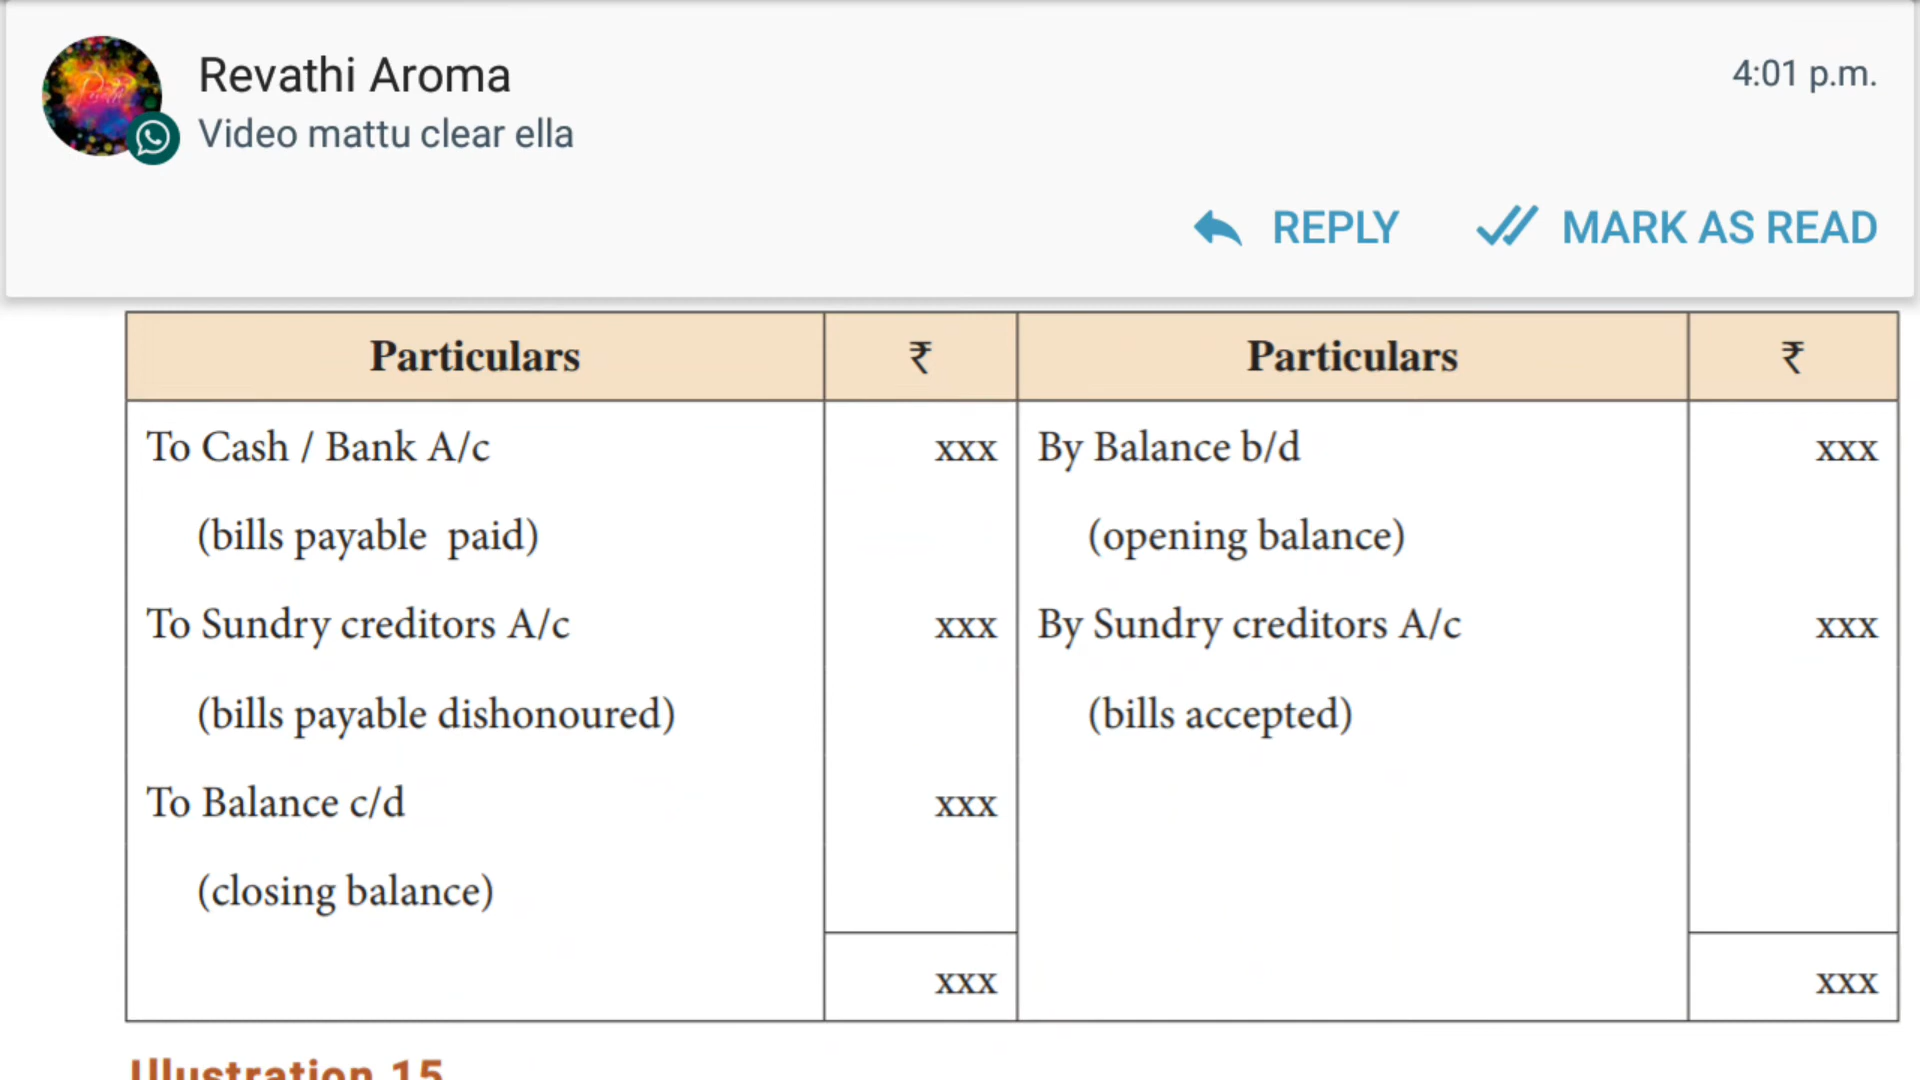 Revathi Aroma
4:01 p.m.
Video mattu clear ella
REPLY
MARK AS READ
Particulars ₹ Particulars ₹
To Cash / Bank A/c xxx By Balance b/d xxx
(bills payable paid) (opening balance)
To Sundry creditors A/c xxx By Sundry creditors A/c xxx
(bills payable dishonoured) (bills accepted)
To Balance c/d xxx
(closing balance)
xxx xxx
Illustration 15